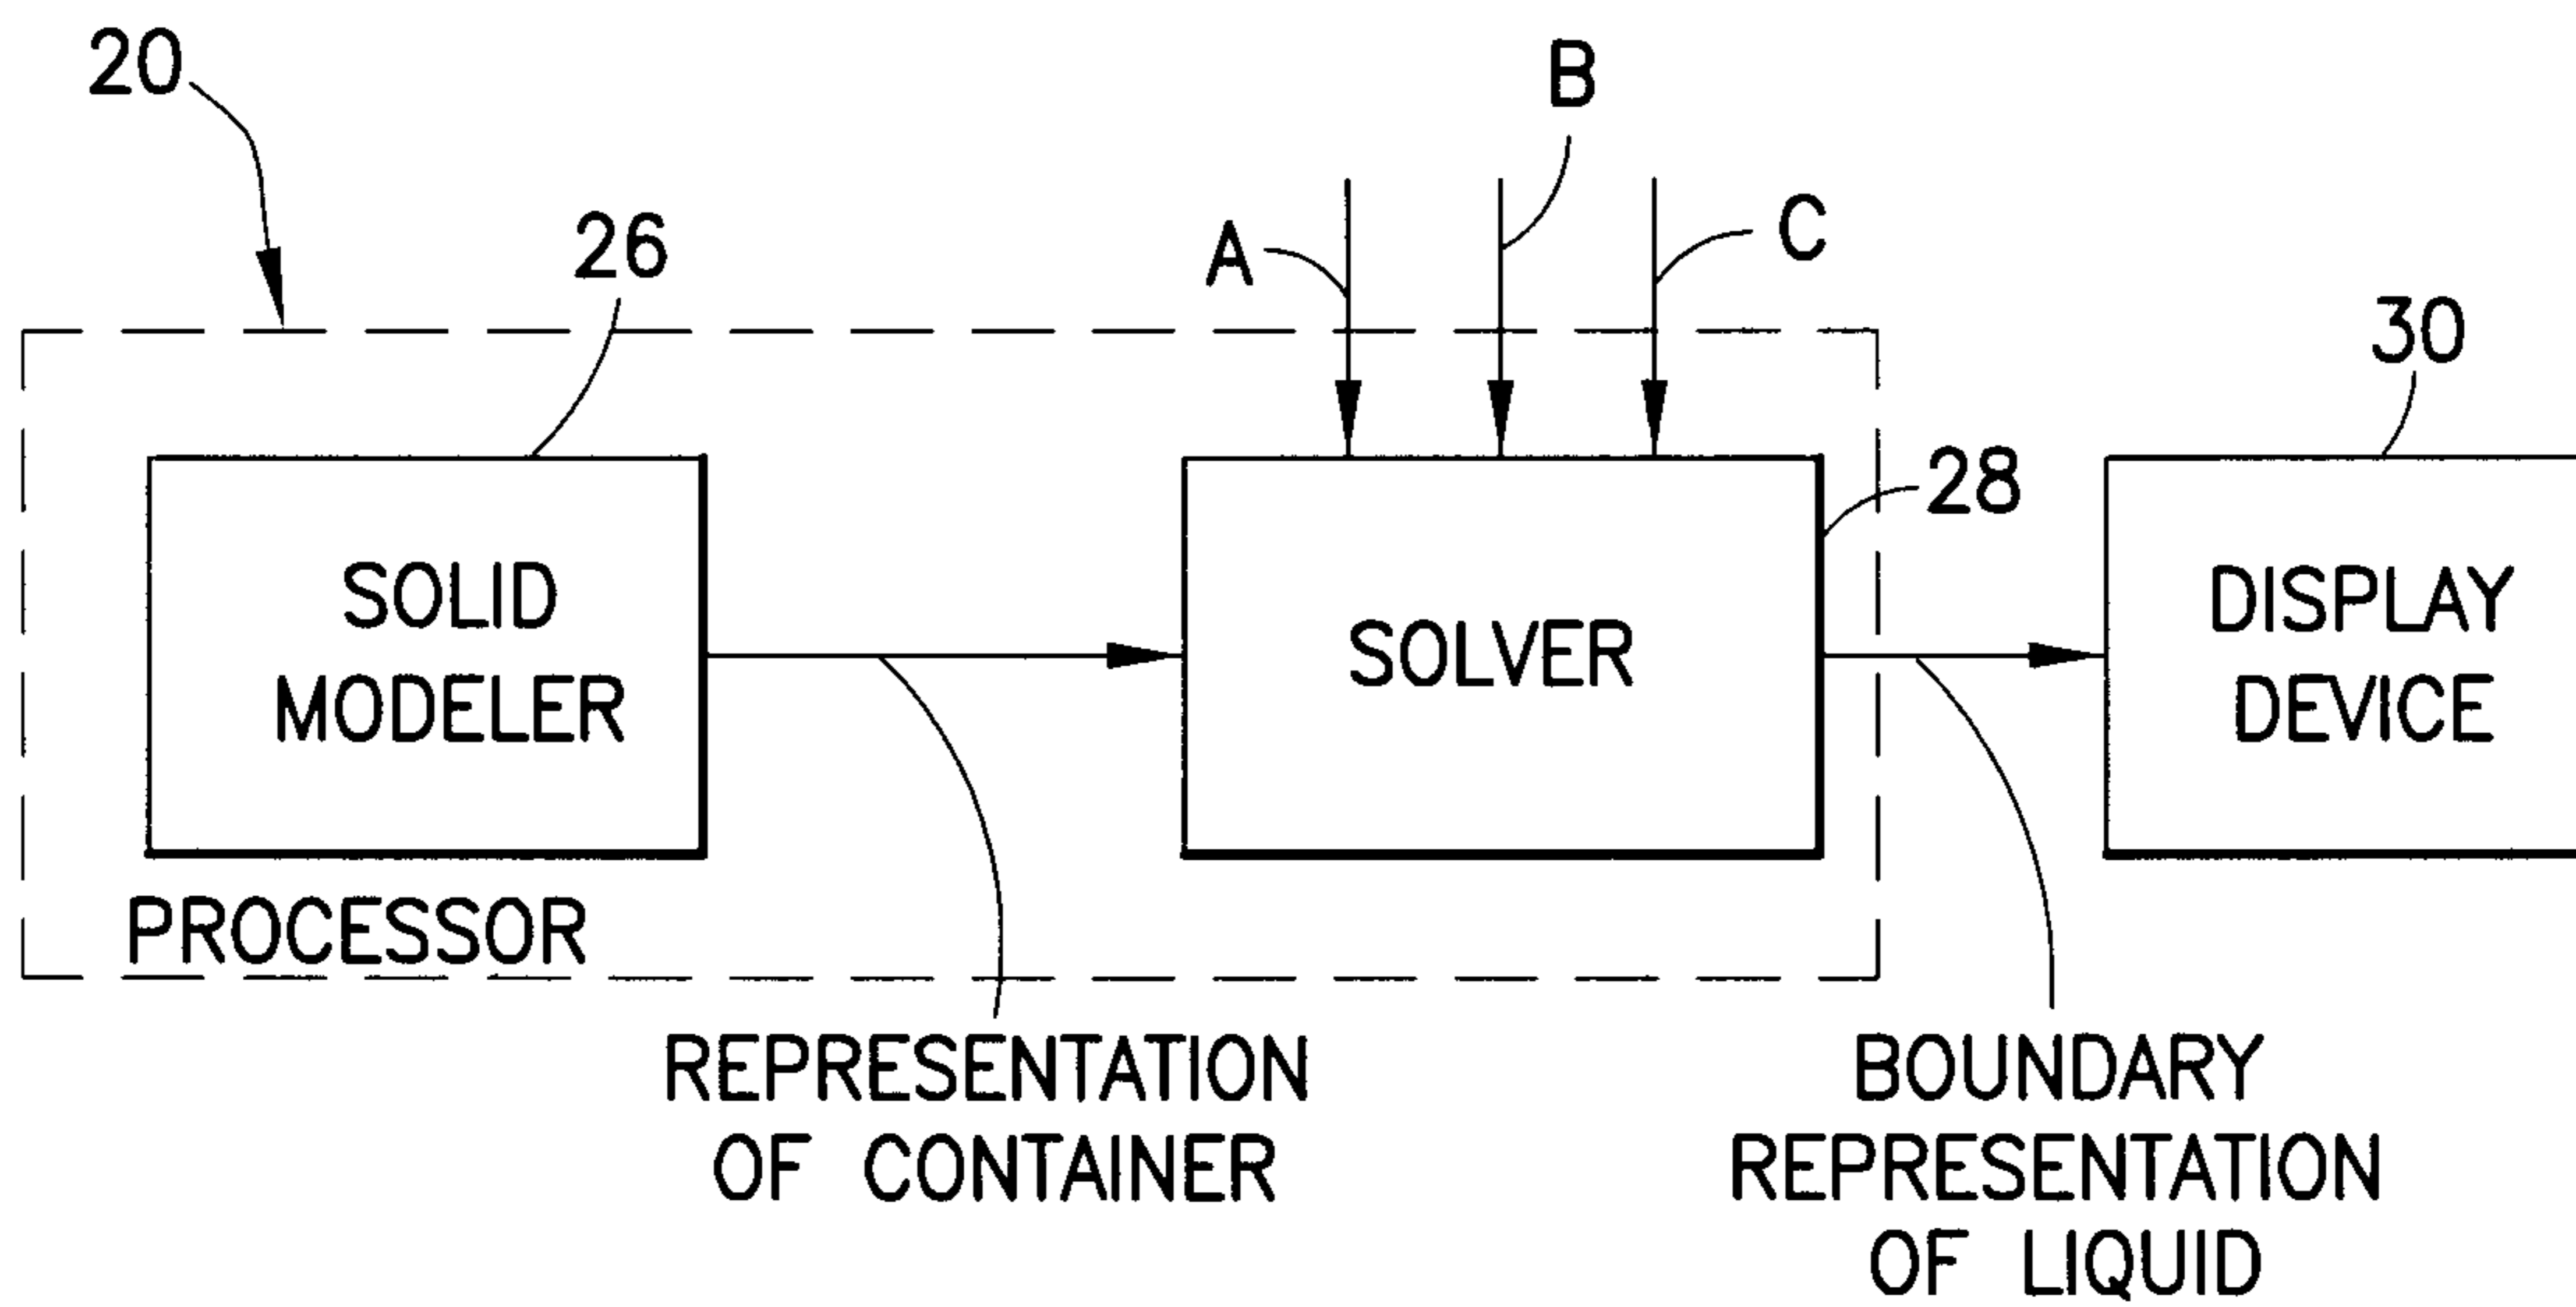 20
B
26
A
C
30
28
SOLID
MODELER
SOLVER
DISPLAY
DEVICE
PROCESSOR
REPRESENTATION
OF CONTAINER
BOUNDARY
REPRESENTATION
OF LIQUID